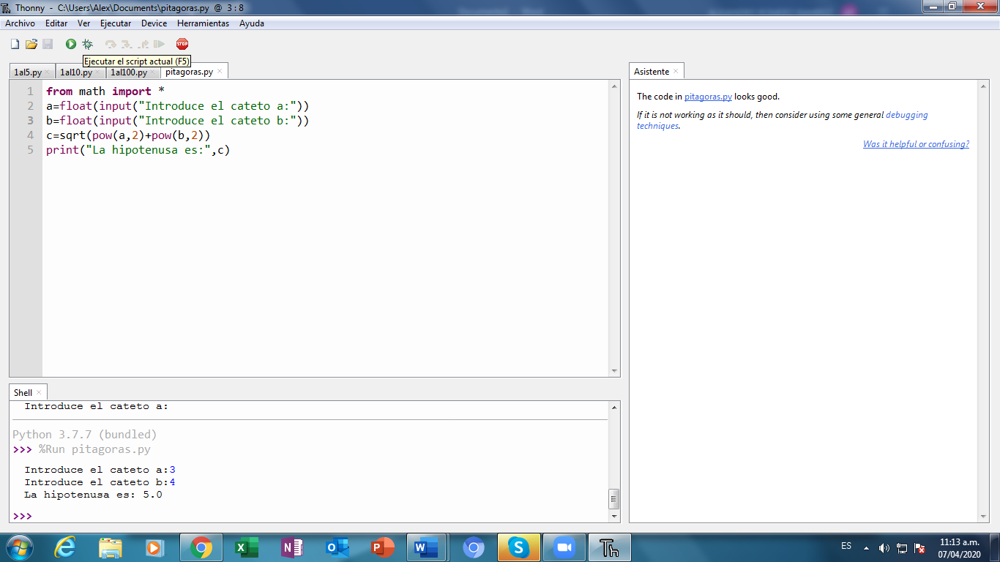 Thonny - C:\Users\Alex\Documents\pitagoras.py @ 3 : 8
Archivo Editar Ver Ejecutar Device Herramientas Ayuda
STOP
Ejecutar el script actual (F5)
1al5.py 1al10.py 1al100.py pitagoras.py
1 from math import *
2 a=float(input("Introduce el cateto a:"))
3 b=float(input("Introduce el cateto b:"))
4 c=sqrt(pow(a,2)+pow(b,2))
5 print("La hipotenusa es:",c)
Shell
Introduce el cateto a:
Python 3.7.7 (bundled)
>>> %Run pitagoras.py
Introduce el cateto a:3
Introduce el cateto b:4
La hipotenusa es: 5.0
>>>
Asistente
The code in pitagoras.py looks good.
If it is not working as it should, then consider using some general debugging
techniques.
Was it helpful or confusing?
ES
11:13 a.m.
07/04/2020